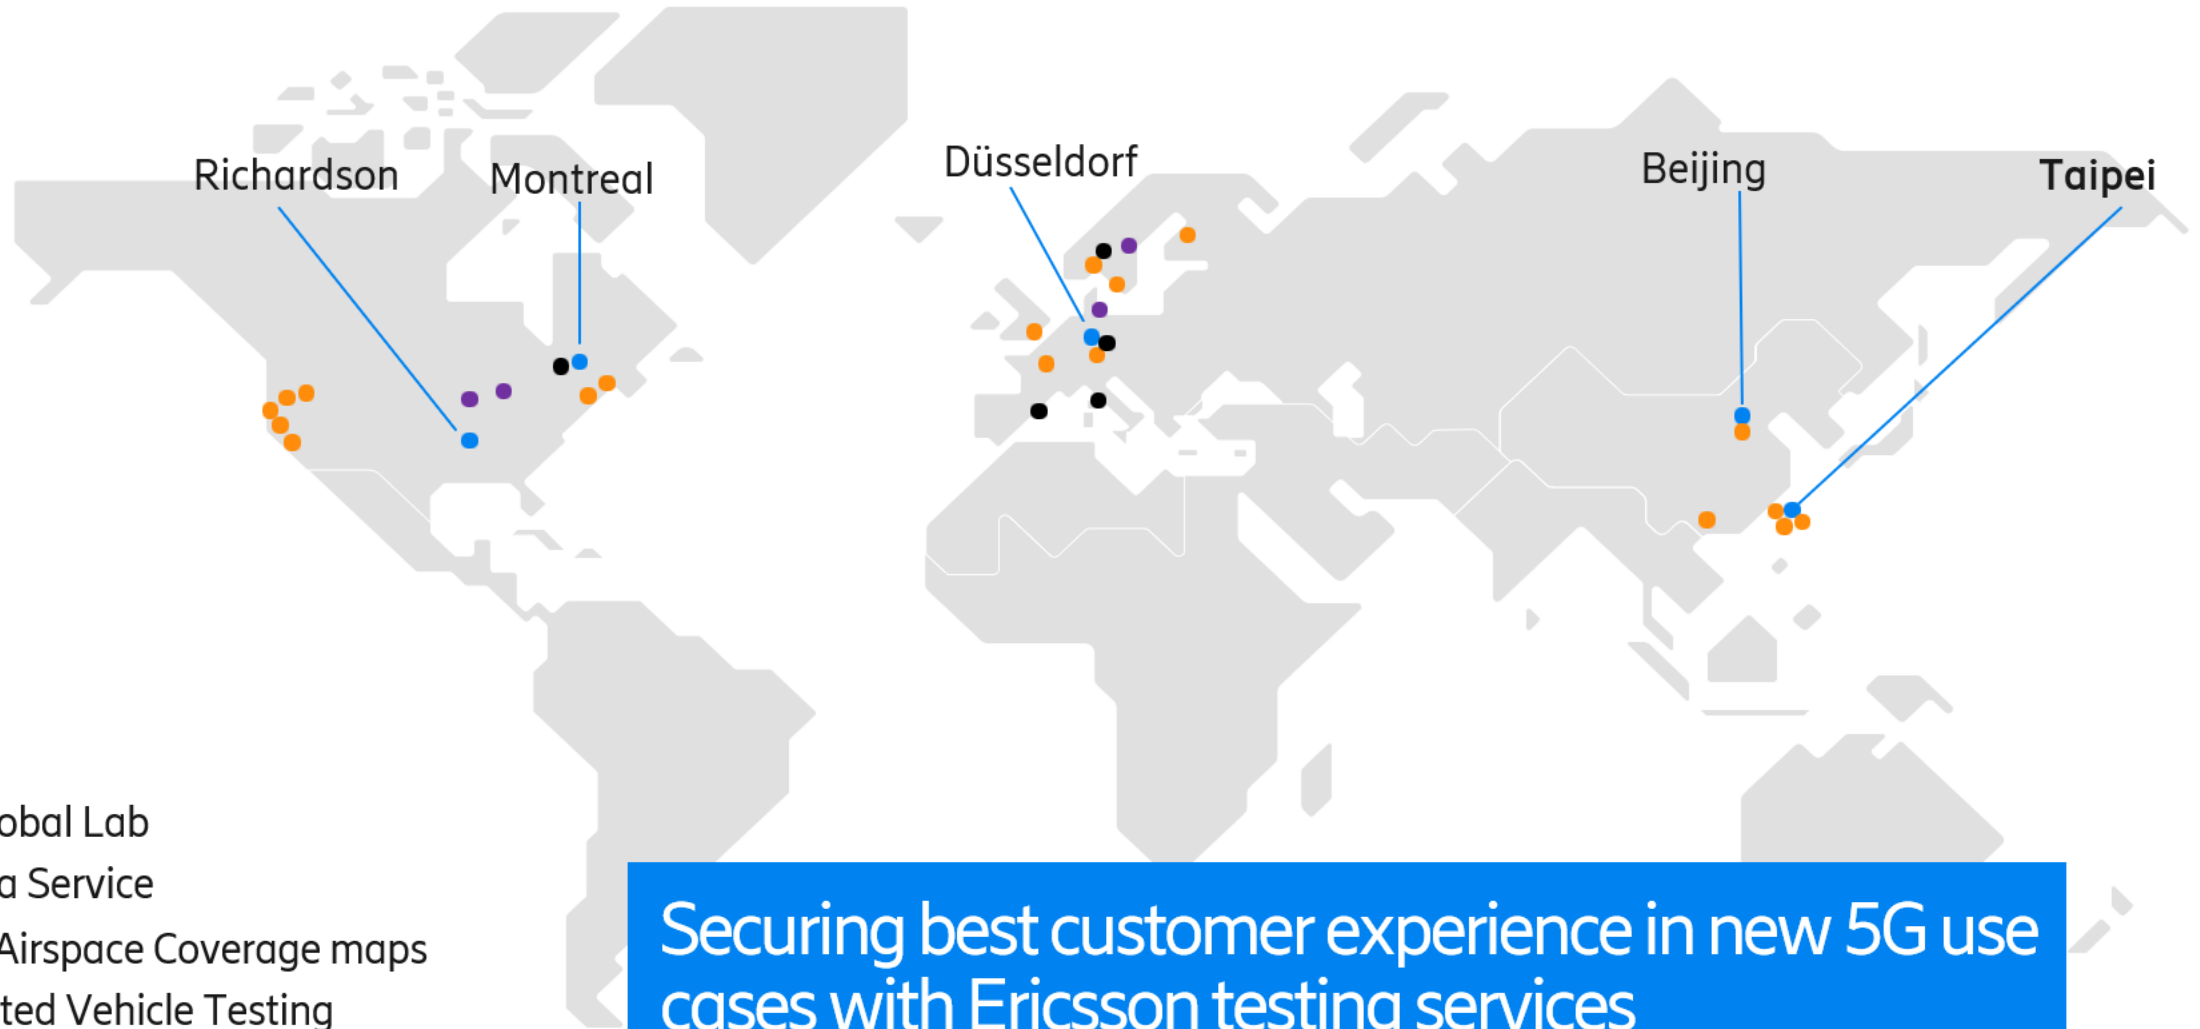 Richardson
Montreal
Düsseldorf
Beijing
Taipei
obal Lab
a Service
Airspace Coverage maps
ted Vehicle Testing
Securing best customer experience in new 5G use
cases with Ericsson testing services